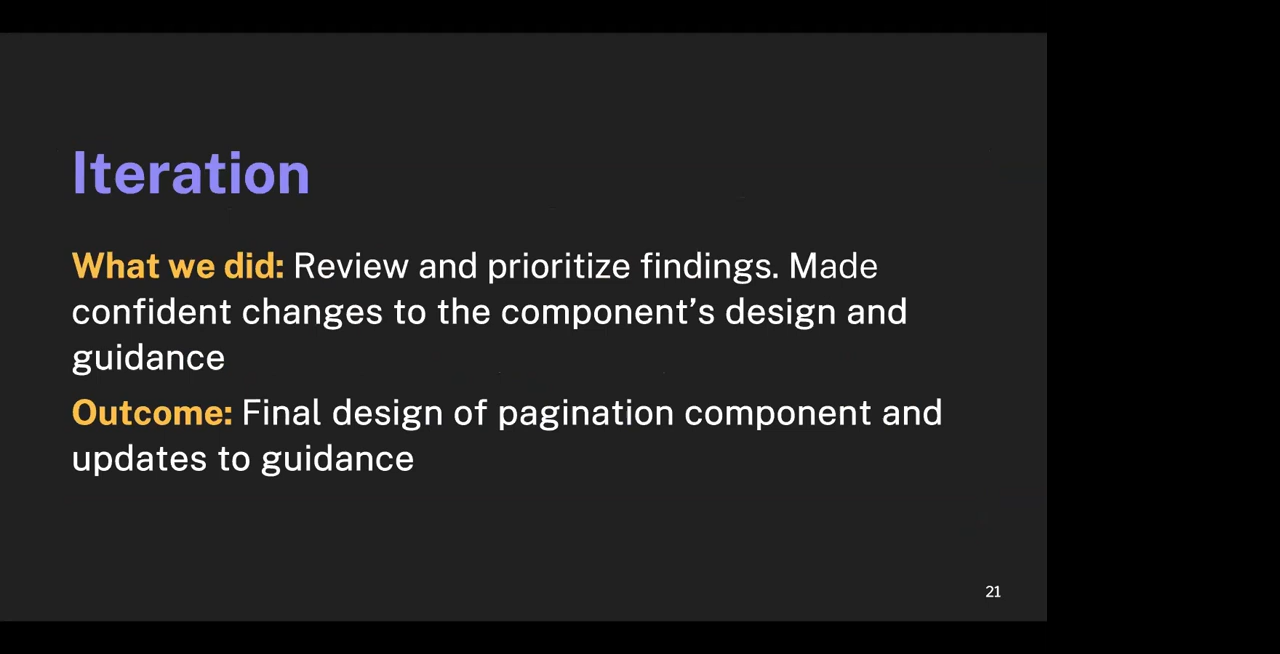 Iteration
What we did: Review and prioritize findings. Made
confident changes to the component’s design and
guidance
Outcome: Final design of pagination component and
updates to guidance
21